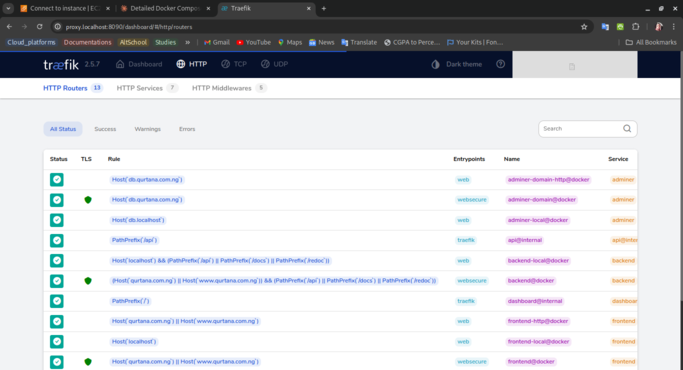 Connect to instance | EC
Detailed Docker Compo
Traefik
proxy.localhost:8090/dashboard/#/http/routers
Cloud_platforms Documentations AltSchool Studies » Gmail YouTube Maps News Translate CGPA to Perce... Your Kits | Fon... All Bookmarks
træfik 2.5.7 Dashboard HTTP TCP UDP Dark theme
HTTP Routers 13 HTTP Services 7 HTTP Middlewares 5
All Status Success Warnings Errors Search
Status TLS Rule Entrypoints Name Service
Host(`db.qurtana.com.ng`) web adminer-domain-http@docker adminer
Host(`db.qurtana.com.ng`) websecure adminer-domain@docker adminer
Host(`db.localhost`) web adminer-local@docker adminer
PathPrefix(`/api`) traefik api@internal api@inte
Host(`localhost`) && (PathPrefix(`/api`) || PathPrefix(`/docs`) || PathPrefix(`/redoc`)) web backend-local@docker backend
(Host(`qurtana.com.ng`) || Host(`www.qurtana.com.ng`)) && (PathPrefix(`/api`) || PathPrefix(`/docs`) || PathPrefix(`/redoc`)) websecure backend@docker backend
PathPrefix(`/`) traefik dashboard@internal dashboar
Host(`qurtana.com.ng`) || Host(`www.qurtana.com.ng`) web frontend-http@docker frontend
Host(`localhost`) web frontend-local@docker frontend
Host(`qurtana.com.ng`) || Host(`www.qurtana.com.ng`) websecure frontend@docker frontend